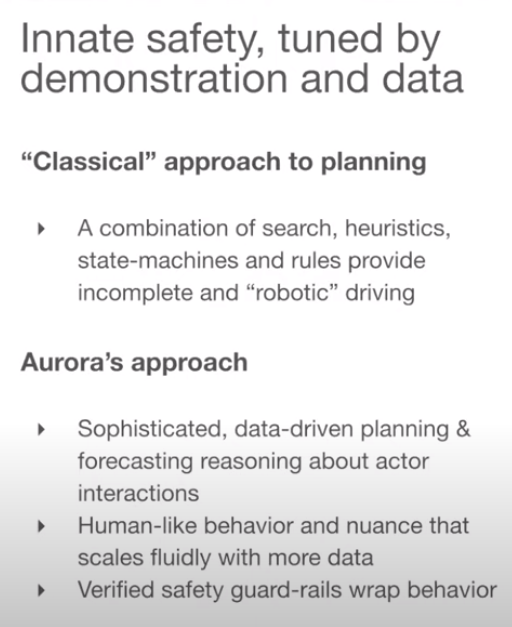 Innate safety, tuned by
demonstration and data
“Classical” approach to planning
‣ A combination of search, heuristics,
state-machines and rules provide
incomplete and “robotic” driving
Aurora’s approach
‣ Sophisticated, data-driven planning &
forecasting reasoning about actor
interactions
‣ Human-like behavior and nuance that
scales fluidly with more data
‣ Verified safety guard-rails wrap behavior